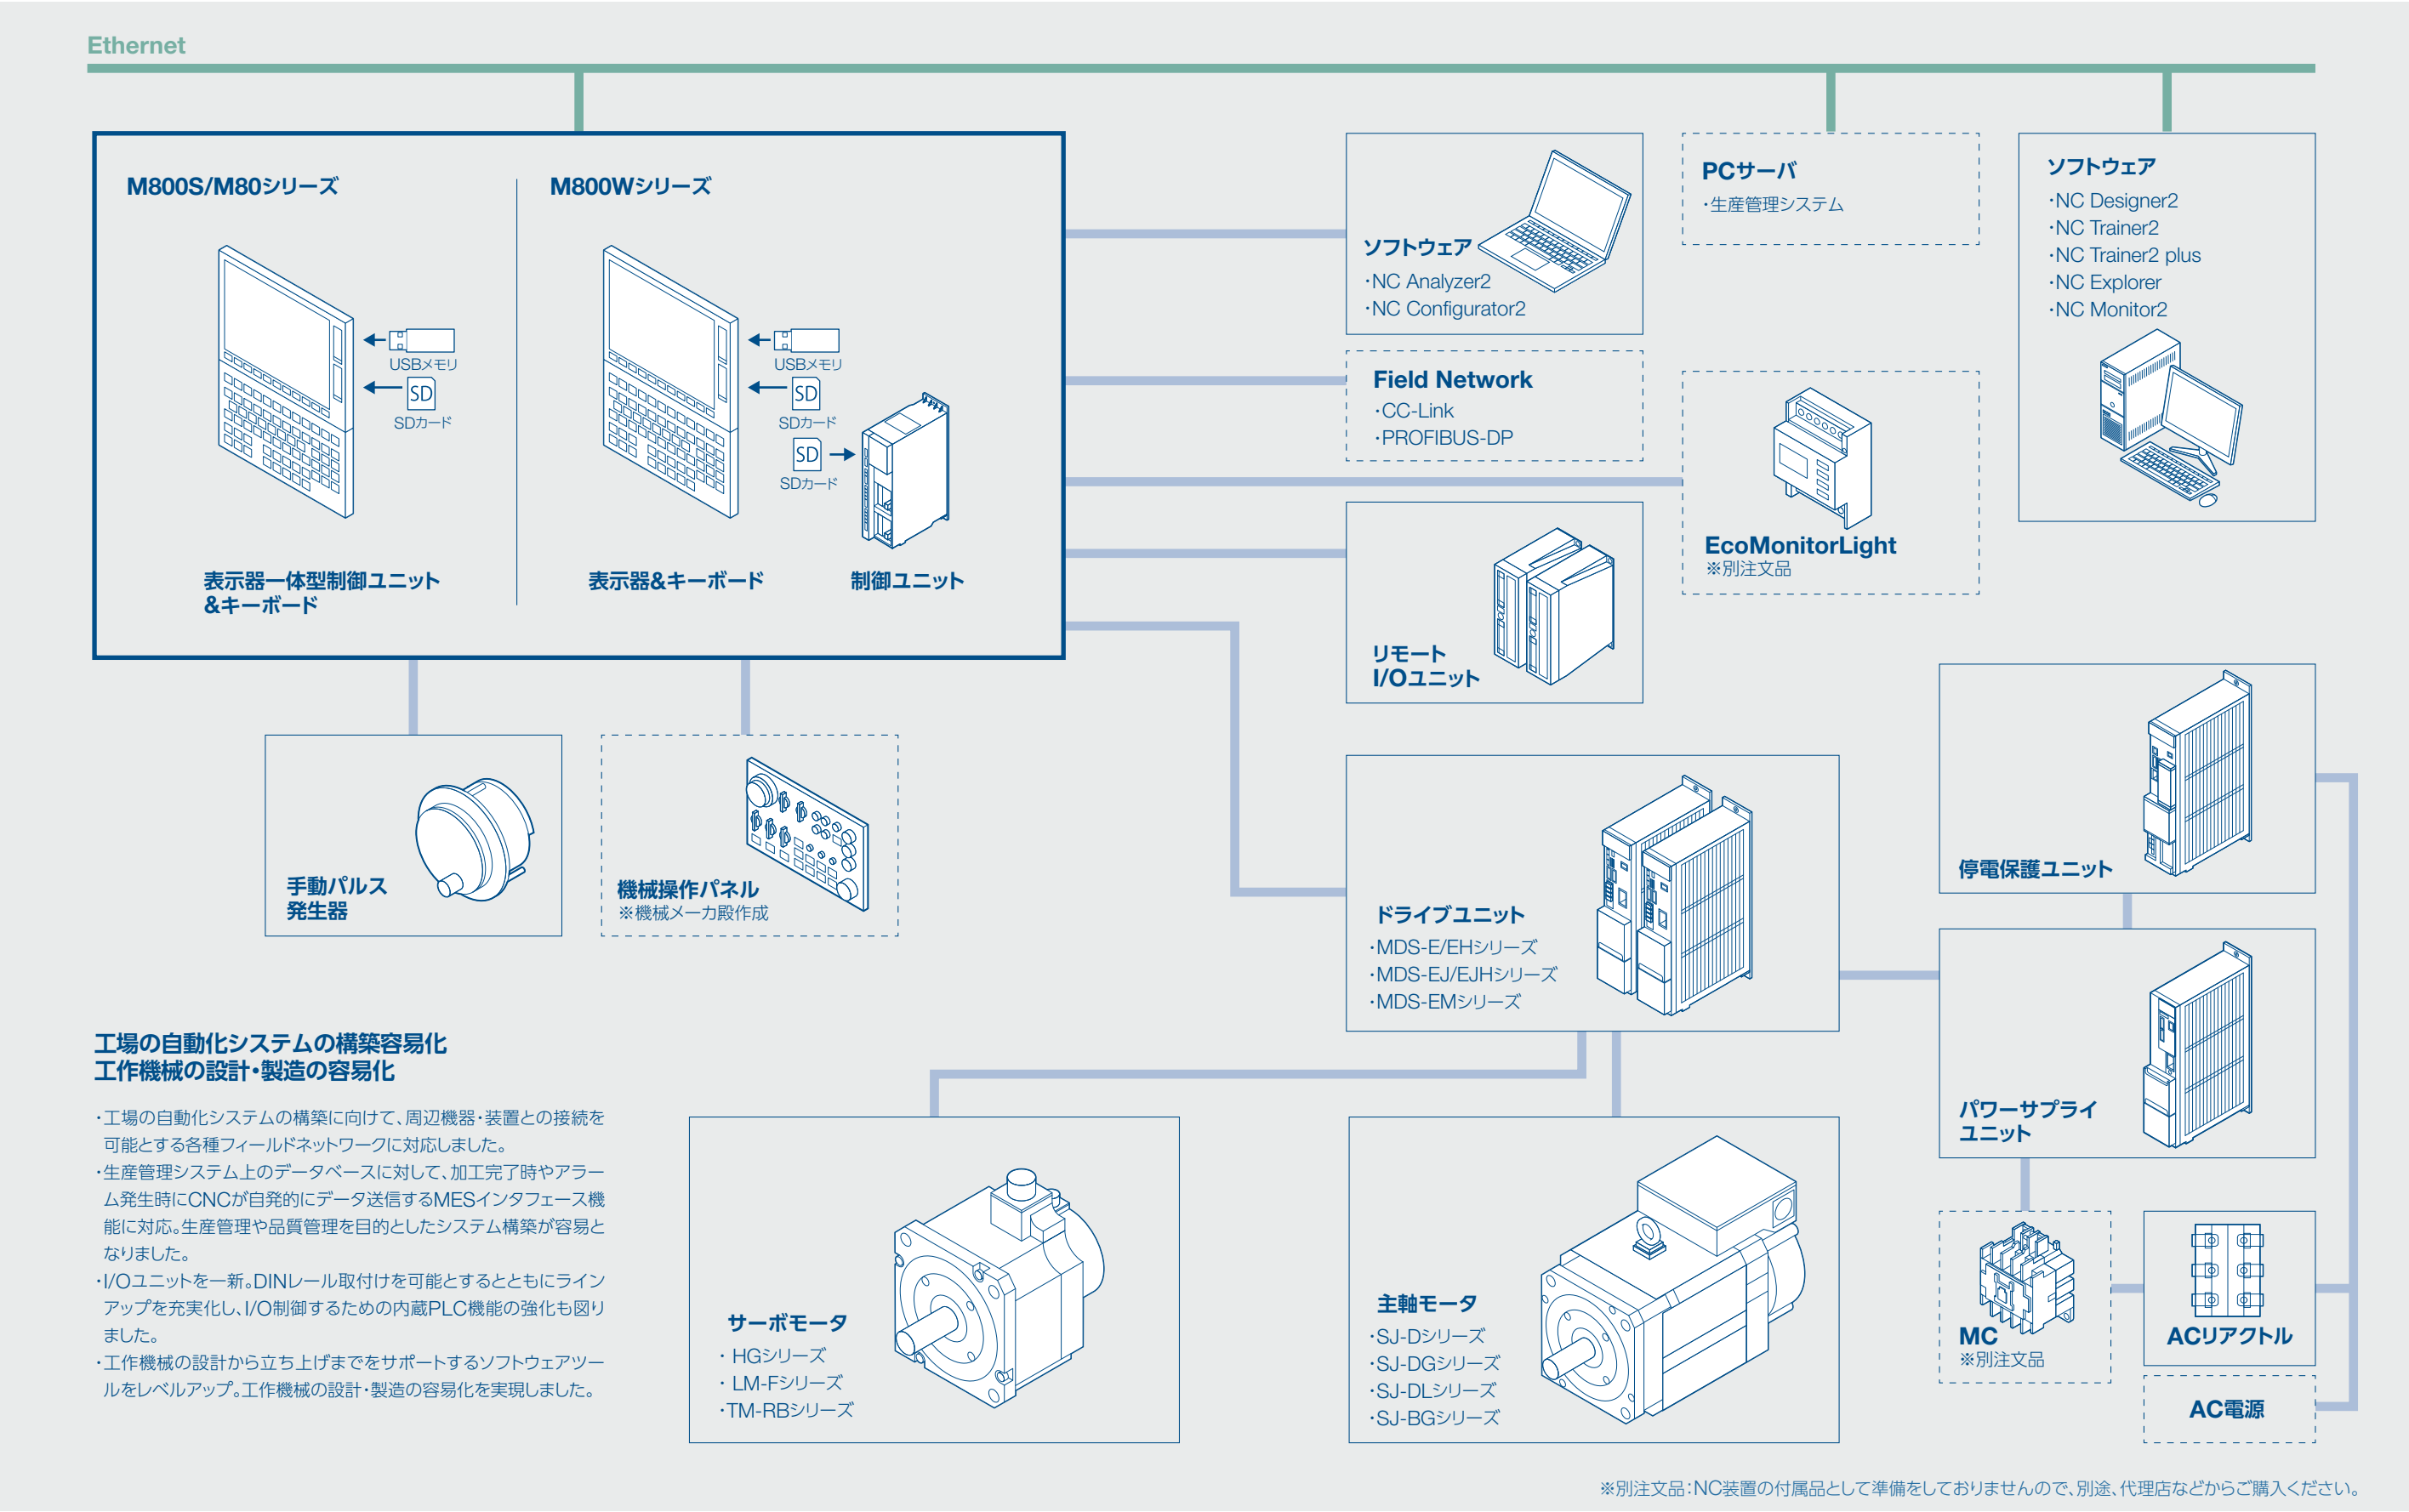 Ethernet
M800S/M80シリーズ
USBメモリ
SD
SDカード
表示器一体型制御ユニット
&キーボード
M800Wシリーズ
USBメモリ
SD
SDカード
SD
SDカード
表示器&キーボード
制御ユニット
ソフトウェア
・NC Analyzer2
・NC Configurator2
PCサーバ
・生産管理システム
ソフトウェア
・NC Designer2
・NC Trainer2
・NC Trainer2 plus
・NC Explorer
・NC Monitor2
Field Network
・CC-Link
・PROFIBUS-DP
EcoMonitorLight
※別注文品
リモート
I/Oユニット
手動パルス
発生器
機械操作パネル
※機械メーカ殿作成
ドライブユニット
・MDS-E/EHシリーズ
・MDS-EJ/EJHシリーズ
・MDS-EMシリーズ
停電保護ユニット
パワーサプライ
ユニット
工場の自動化システムの構築容易化
工作機械の設計・製造の容易化
・工場の自動化システムの構築に向けて、周辺機器・装置との接続を
可能とする各種フィールドネットワークに対応しました。
・生産管理システム上のデータベースに対して、加工完了時やアラー
ム発生時にCNCが自発的にデータ送信するMESインタフェース機
能に対応。生産管理や品質管理を目的としたシステム構築が容易と
なりました。
・I/Oユニットを一新。DINレール取付けを可能とするとともにライン
アップを充実化し、I/O制御するための内蔵PLC機能の強化も図り
ました。
・工作機械の設計から立ち上げまでをサポートするソフトウェアツー
ルをレベルアップ。工作機械の設計・製造の容易化を実現しました。
サーボモータ
・ HGシリーズ
・ LM-Fシリーズ
・TM-RBシリーズ
主軸モータ
・SJ-Dシリーズ
・SJ-DGシリーズ
・SJ-DLシリーズ
・SJ-BGシリーズ
MC
※別注文品
ACリアクトル
AC電源
※別注文品：NC装置の付属品として準備をしておりませんので、別途、代理店などからご購入ください。